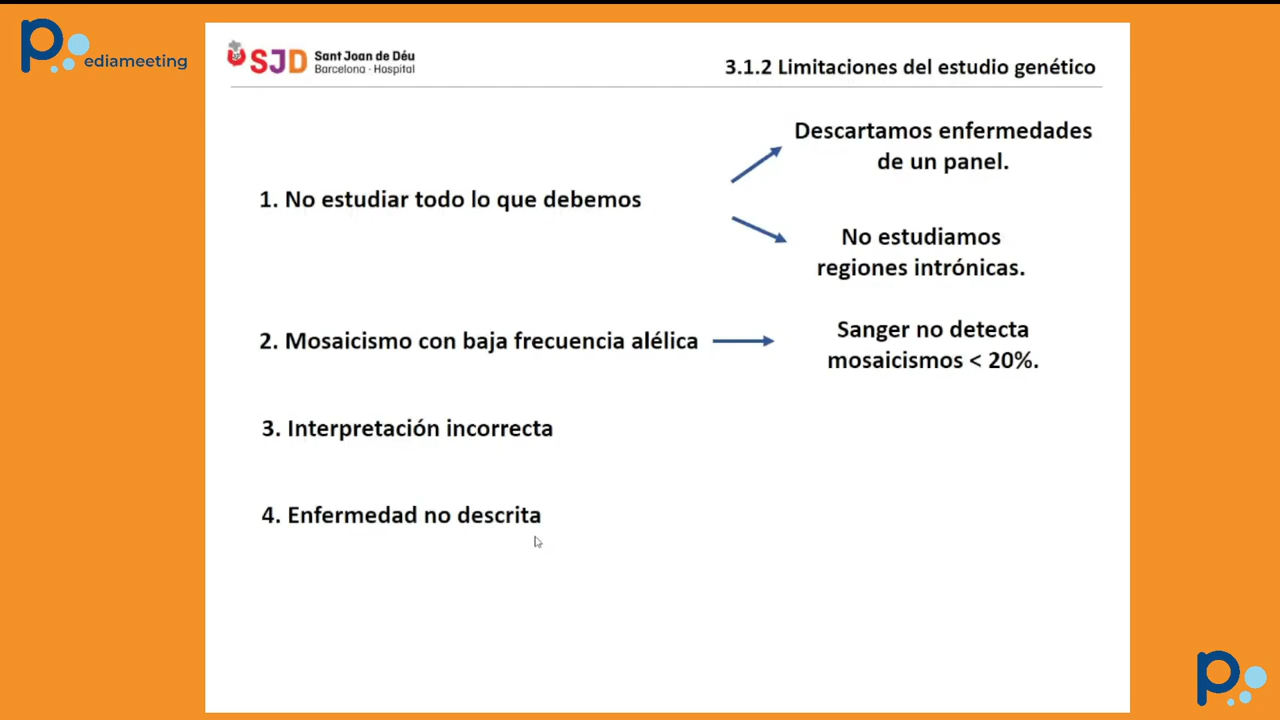 pediameeting
SJD Sant Joan de Déu
Barcelona · Hospital
3.1.2 Limitaciones del estudio genético
1. No estudiar todo lo que debemos
Descartamos enfermedades
de un panel.
No estudiamos
regiones intrónicas.
2. Mosaicismo con baja frecuencia alélica
Sanger no detecta
mosaicismos < 20%.
3. Interpretación incorrecta
4. Enfermedad no descrita
p